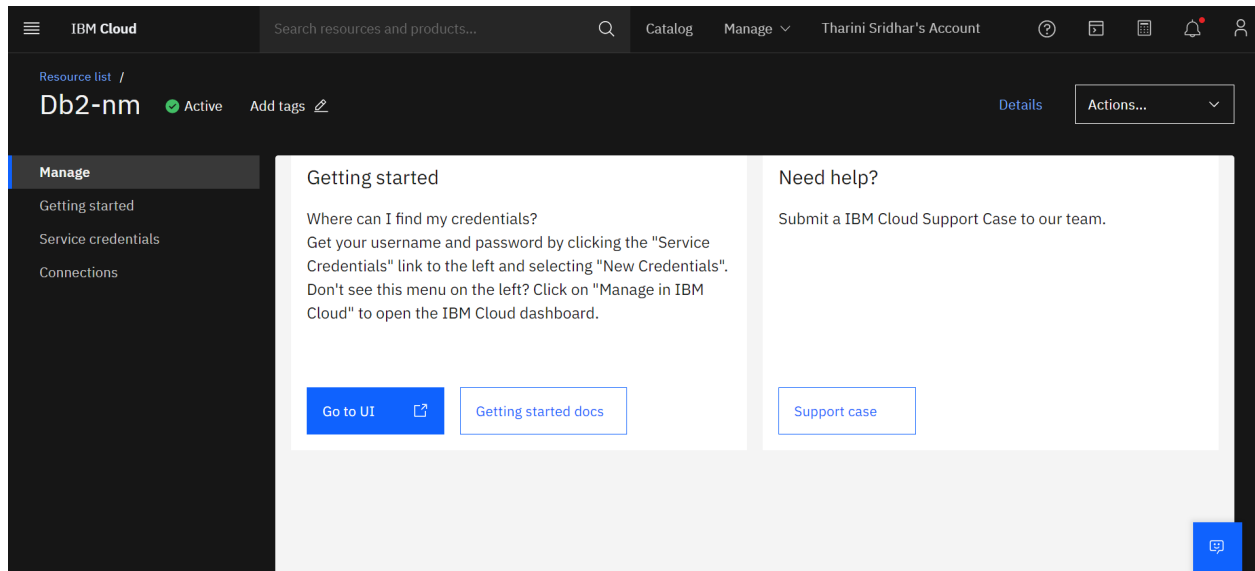 IBM Cloud
Search resources and products...
Catalog
Manage
Tharini Sridhar's Account
Resource list /
Db2-nm
Active
Add tags
Details
Actions...
Manage
Getting started
Service credentials
Connections
Getting started
Where can I find my credentials?
Get your username and password by clicking the "Service
Credentials" link to the left and selecting "New Credentials".
Don't see this menu on the left? Click on "Manage in IBM
Cloud" to open the IBM Cloud dashboard.
Go to UI
Getting started docs
Need help?
Submit a IBM Cloud Support Case to our team.
Support case